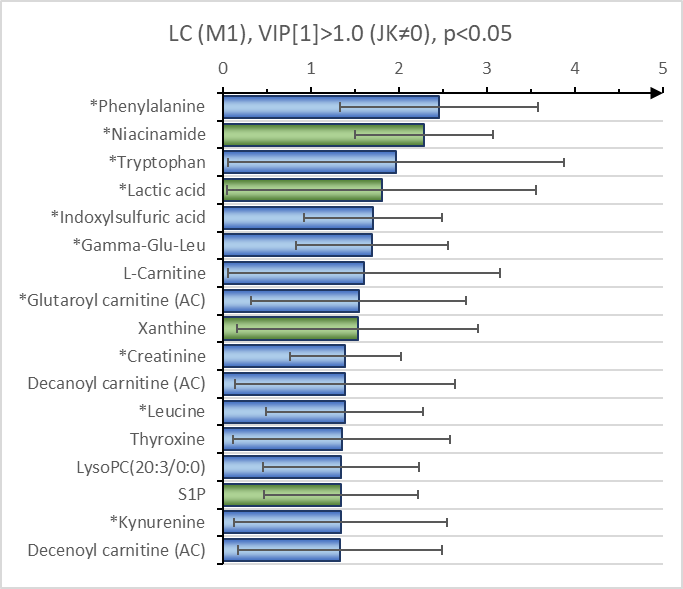 LC (M1), VIP[1]>1.0 (JK≠0), p<0.05
0 1 2 3 4 5
*Phenylalanine
*Niacinamide
*Tryptophan
*Lactic acid
*Indoxylsulfuric acid
*Gamma-Glu-Leu
L-Carnitine
*Glutaroyl carnitine (AC)
Xanthine
*Creatinine
Decanoyl carnitine (AC)
*Leucine
Thyroxine
LysoPC(20:3/0:0)
S1P
*Kynurenine
Decenoyl carnitine (AC)